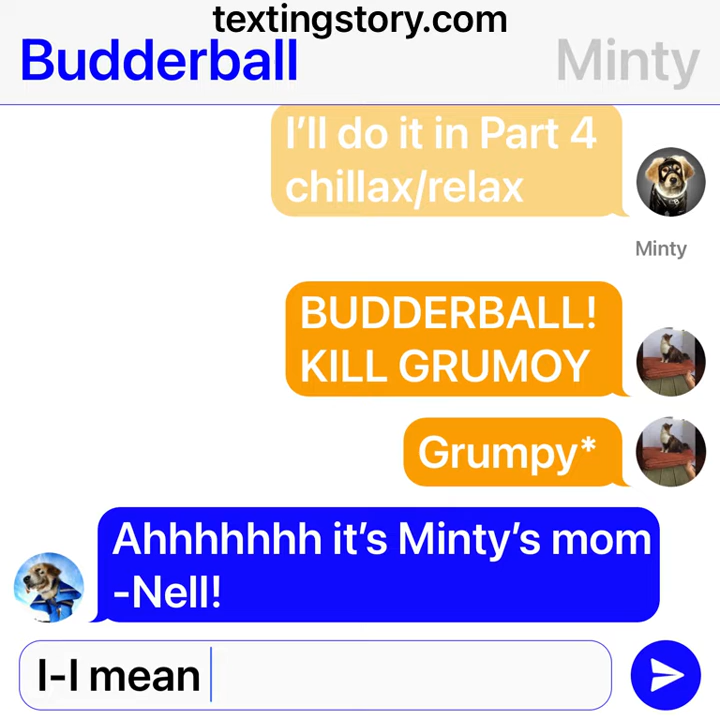 textingstory.com
Budderball
Minty
I'll do it in Part 4
chillax/relax
Minty
BUDDERBALL!
KILL GRUMOY
Grumpy*
Ahhhhhhh it's Minty's mom
-Nell!
I-I mean